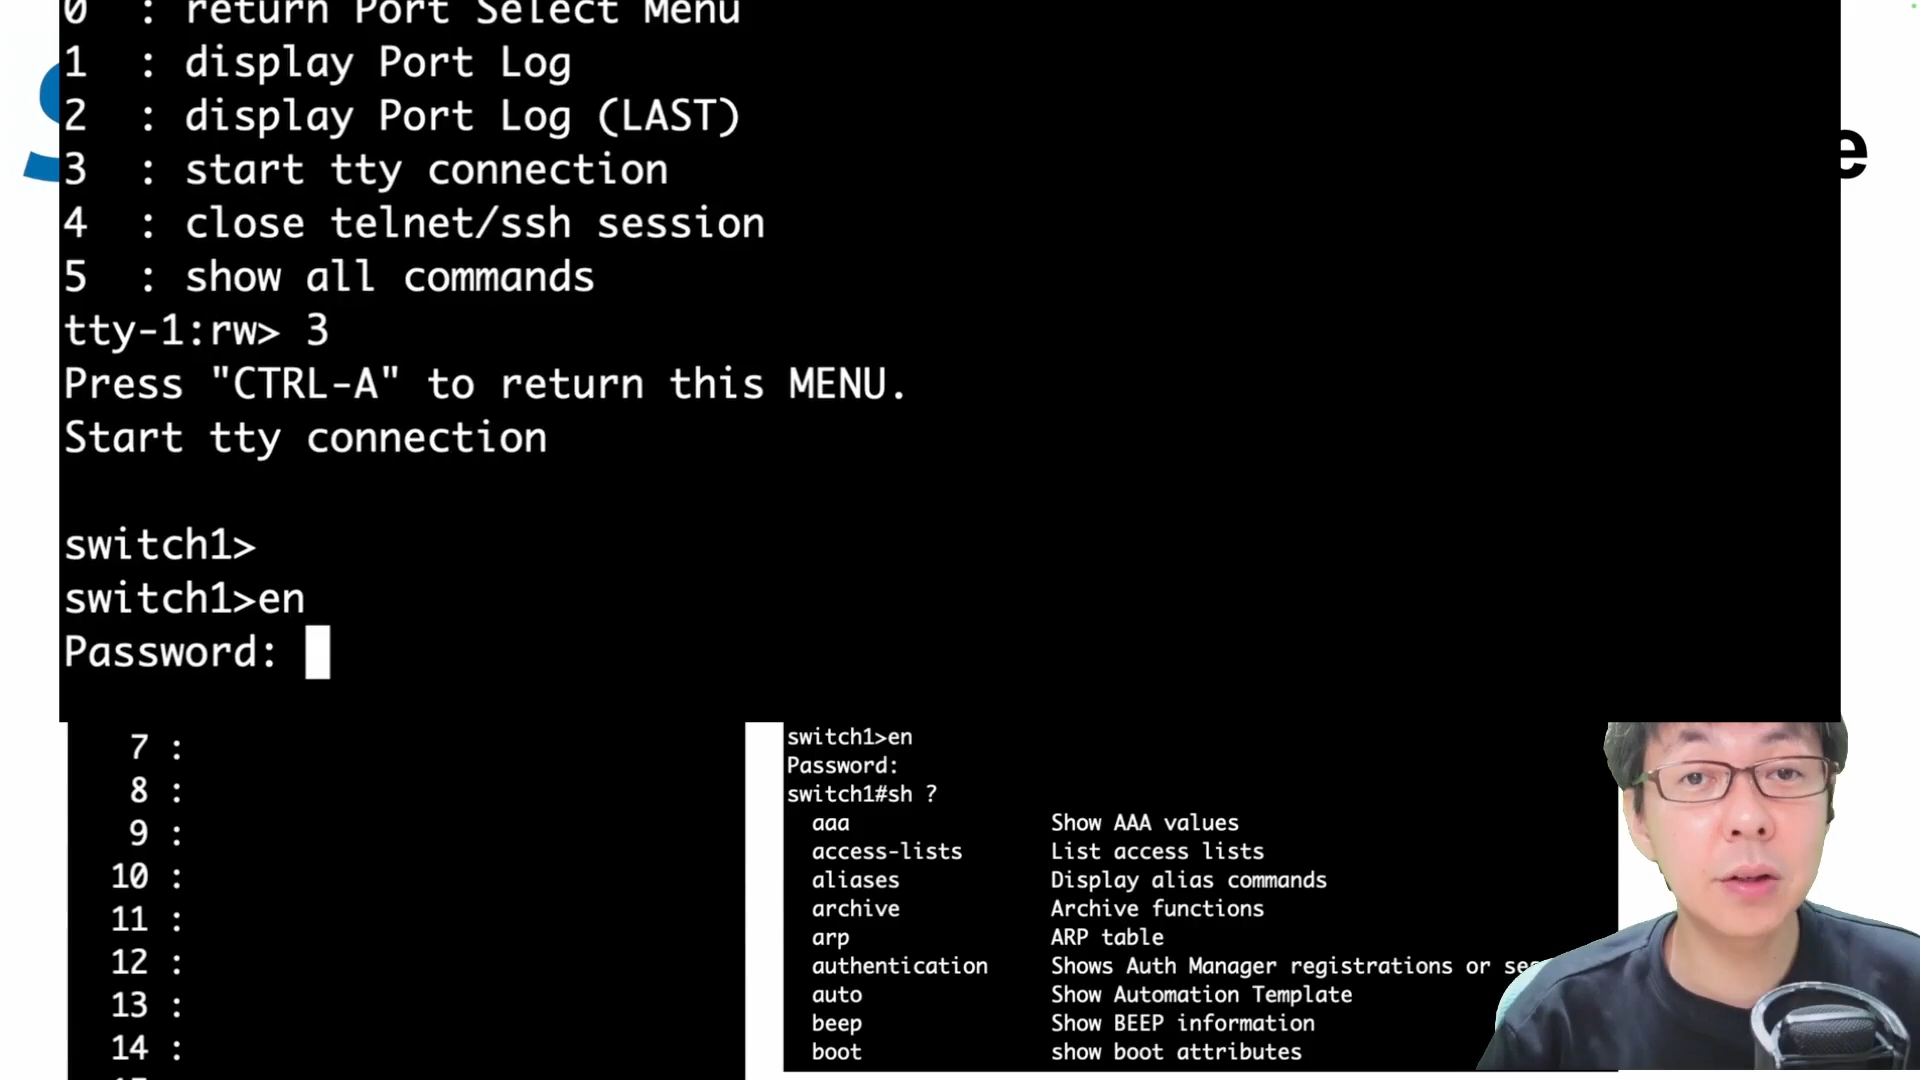 0  : return Port Select Menu
1  : display Port Log
2  : display Port Log (LAST)
3  : start tty connection
4  : close telnet/ssh session
5  : show all commands
tty-1:rw> 3
Press "CTRL-A" to return this MENU.
Start tty connection
switch1>
switch1>en
Password:
e
7 :
8 :
9 :
10 :
11 :
12 :
13 :
14 :
switch1>en
Password:
switch1#sh ?
aaa Show AAA values
access-lists List access lists
aliases Display alias commands
archive Archive functions
arp ARP table
authentication Shows Auth Manager registrations or
auto Show Automation Template
beep Show BEEP information
boot show boot attributes